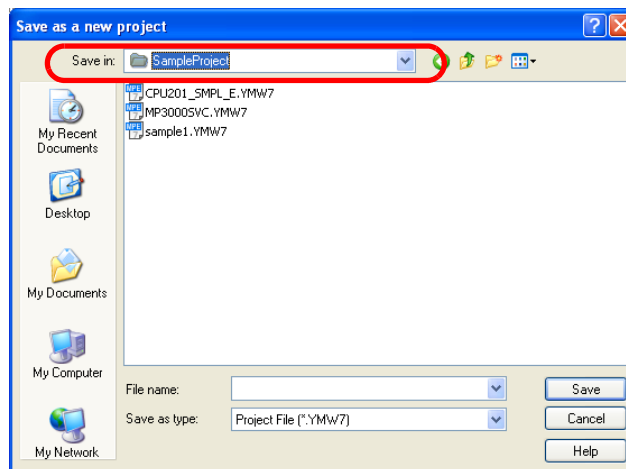 Save as a new project
Save in: SampleProject
CPU201_SMPL_E.YMW7
MP3000SVC.YMW7
sample1.YMW7
My Recent
Documents
Desktop
My Documents
My Computer
My Network
File name:
Save
Save as type: Project File (*.YMW7)
Cancel
Help